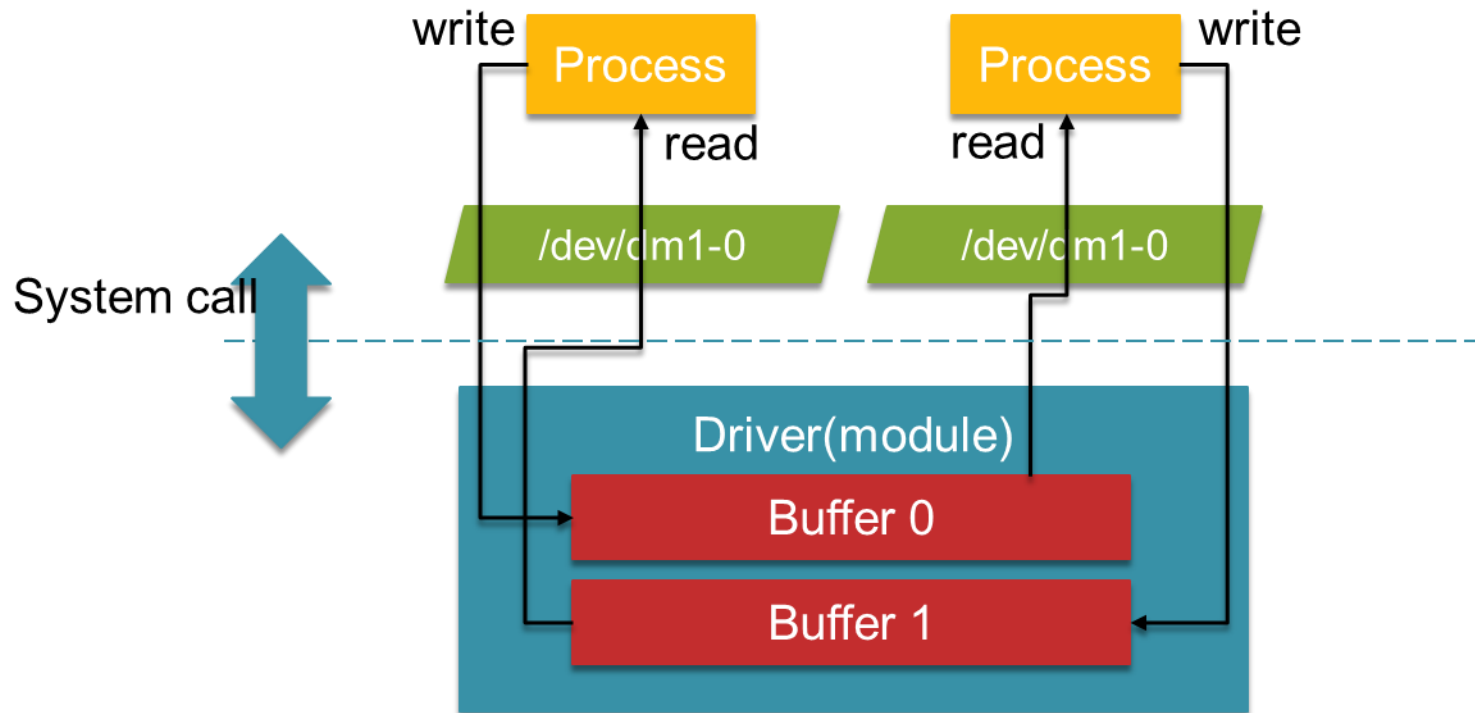 write
Process
Process
write
read
read
/dev/dm1-0
/dev/dm1-0
System call
Driver(module)
Buffer 0
Buffer 1